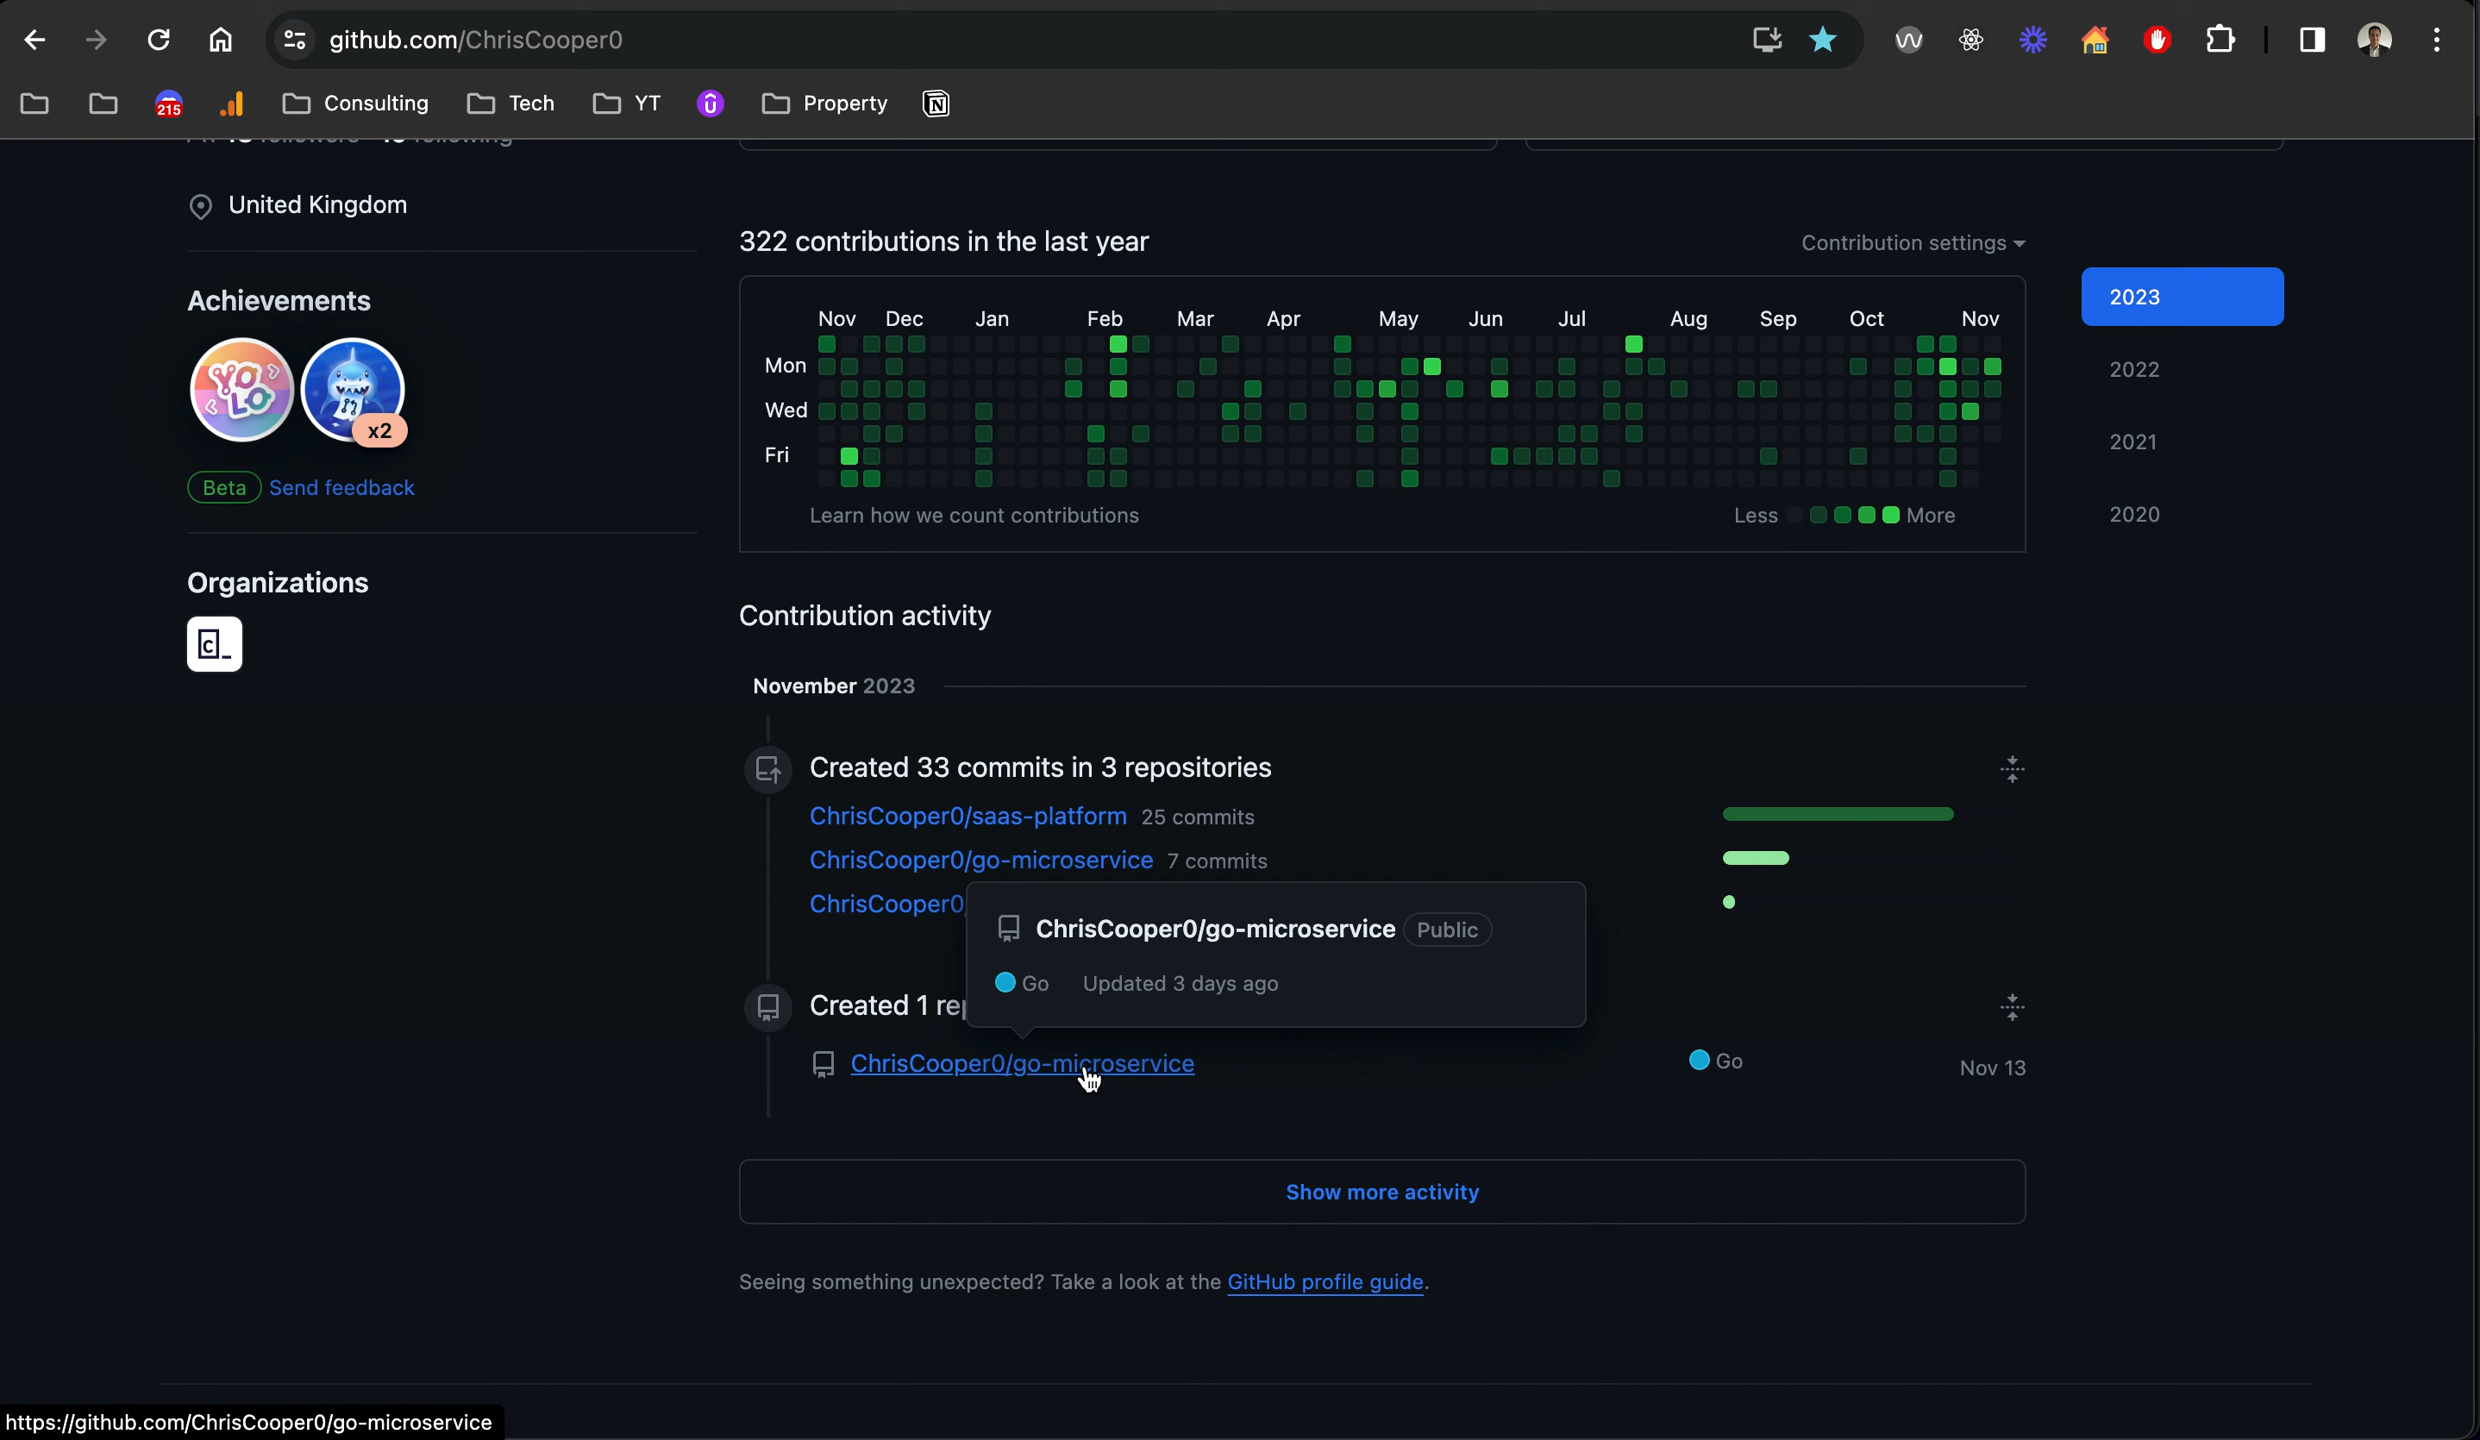 github.com/ChrisCooper0
215
Consulting
Tech
YT
Property
United Kingdom
Achievements
YOLO
x2
Beta
Send feedback
Organizations
C_
322 contributions in the last year
Contribution settings
Nov Dec Jan Feb Mar Apr May Jun Jul Aug Sep Oct Nov
Mon
Wed
Fri
Learn how we count contributions
Less
More
2023
2022
2021
2020
Contribution activity
November 2023
Created 33 commits in 3 repositories
ChrisCooper0/saas-platform 25 commits
ChrisCooper0/go-microservice 7 commits
ChrisCooper0/
ChrisCooper0/go-microservice Public
Go Updated 3 days ago
Created 1
ChrisCooper0/go-microservice
Go
Nov 13
Show more activity
Seeing something unexpected? Take a look at the GitHub profile guide.
https://github.com/ChrisCooper0/go-microservice